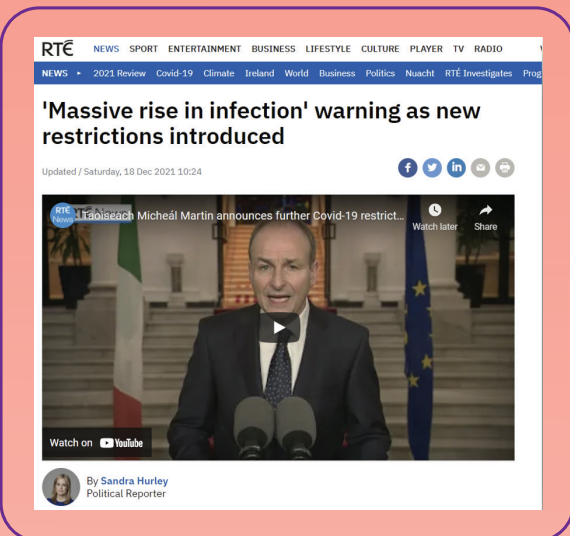 RTÉ NEWS SPORT ENTERTAINMENT BUSINESS LIFESTYLE CULTURE PLAYER TV RADIO
NEWS ▸ 2021 Review Covid-19 Climate Ireland World Business Politics Nuacht RTÉ Investigates Prog
'Massive rise in infection' warning as new
restrictions introduced
Updated / Saturday, 18 Dec 2021 10:24
RTÉ News
Taoiseach Micheál Martin announces further Covid-19 restrict...
Watch later Share
Watch on YouTube
By Sandra Hurley
Political Reporter